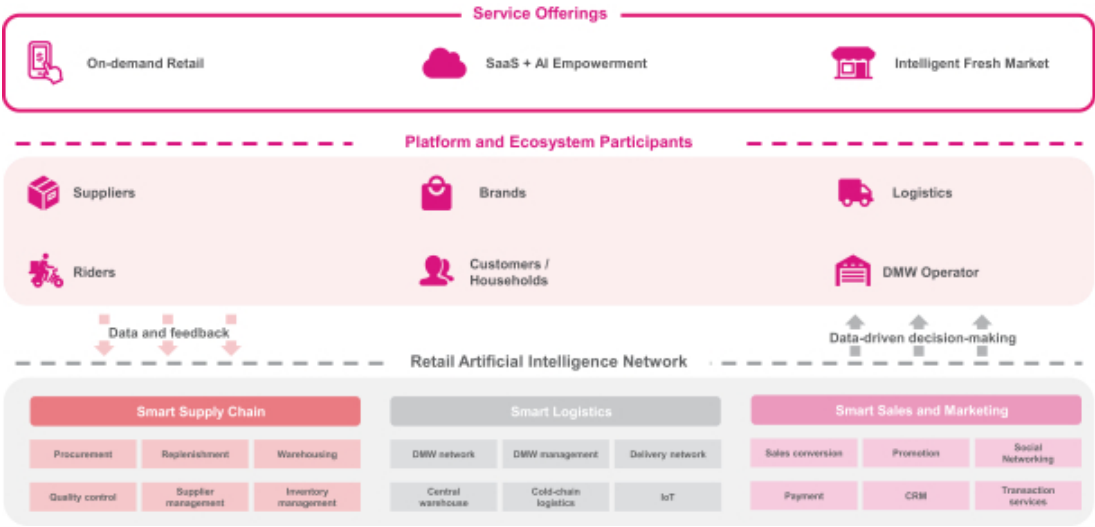 Service Offerings
On-demand Retail
SaaS + AI Empowerment
Intelligent Fresh Market
Platform and Ecosystem Participants
Suppliers
Brands
Logistics
Riders
Customers /
Households
DMW Operator
Data and feedback
Data-driven decision-making
Retail Artificial Intelligence Network
Smart Supply Chain
Smart Logistics
Smart Sales and Marketing
Procurement
Replenishment
Warehousing
DMW network
DMW management
Delivery network
Sales conversion
Promotion
Social
Networking
Quality control
Supplier
management
Inventory
management
Central
warehouse
Cold-chain
logistics
IoT
Payment
CRM
Transaction
services